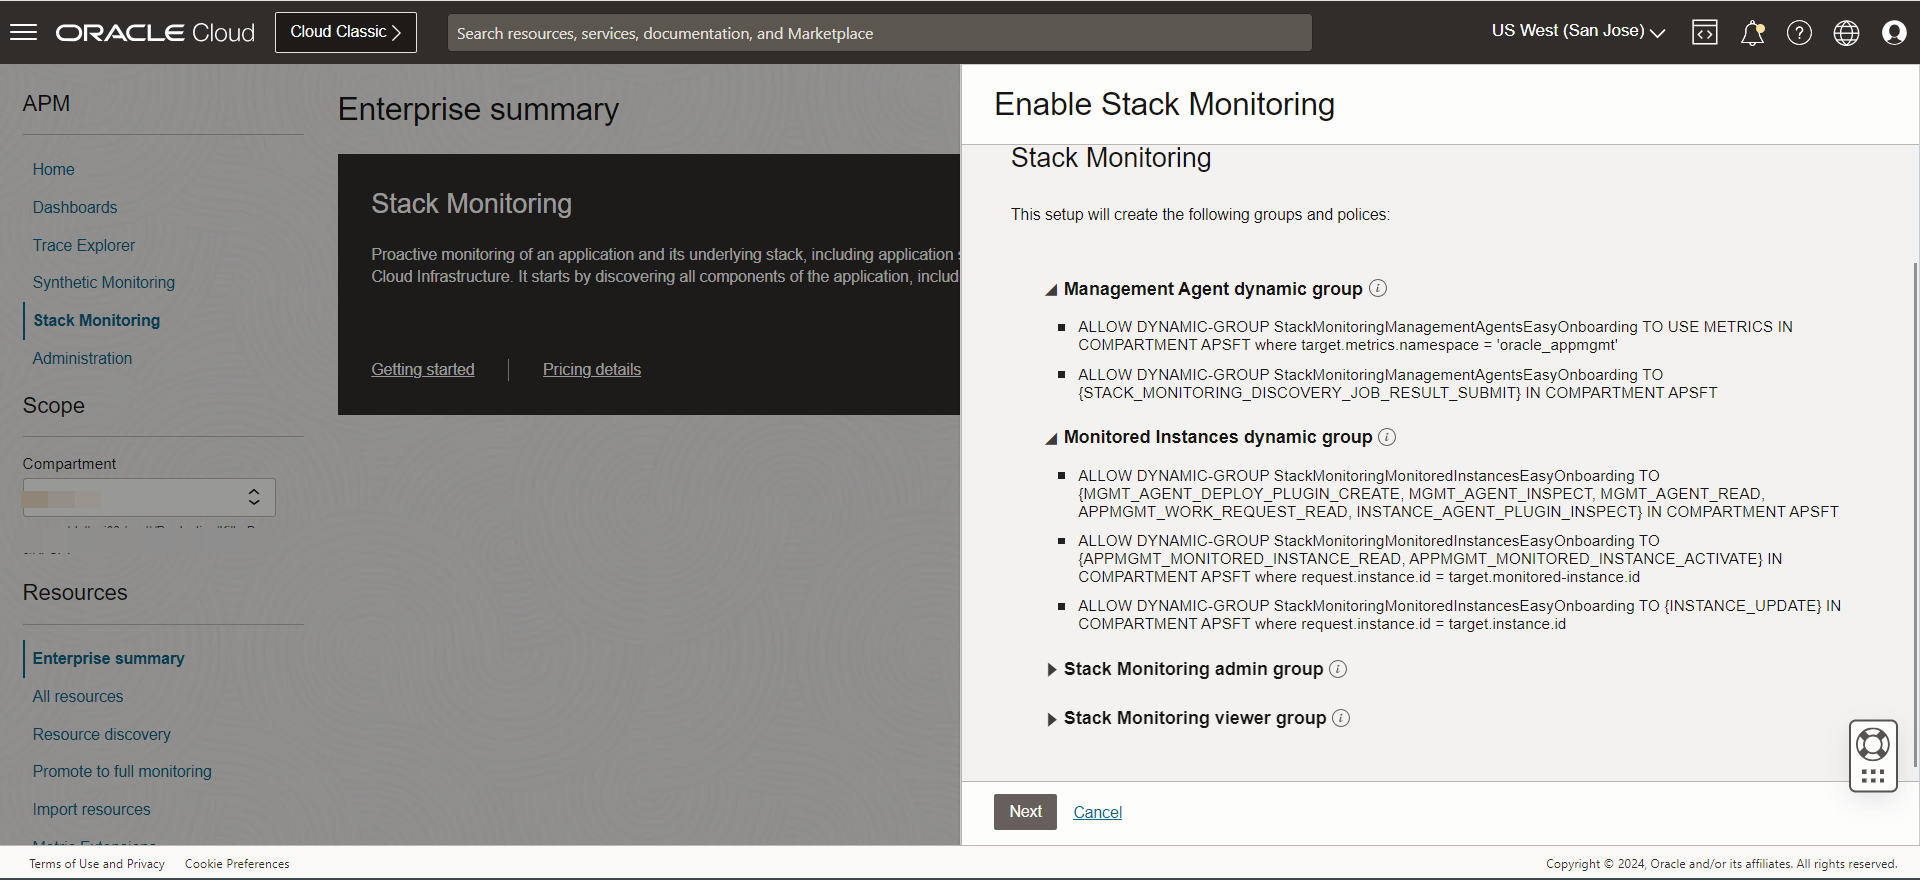 ORACLE Cloud
Cloud Classic
Search resources, services, documentation, and Marketplace
US West (San Jose)
APM
Home
Dashboards
Trace Explorer
Synthetic Monitoring
Stack Monitoring
Administration
Scope
Compartment
Resources
Enterprise summary
All resources
Resource discovery
Promote to full monitoring
Import resources
Metric Extensions
Enterprise summary
Stack Monitoring
Proactive monitoring of an application and its underlying stack, including application
Cloud Infrastructure. It starts by discovering all components of the application, includ
Getting started
Pricing details
Enable Stack Monitoring
Stack Monitoring
This setup will create the following groups and polices:
Management Agent dynamic group
ALLOW DYNAMIC-GROUP StackMonitoringManagementAgentsEasyOnboarding TO USE METRICS IN
COMPARTMENT APSFT where target.metrics.namespace = 'oracle_appmgmt'
ALLOW DYNAMIC-GROUP StackMonitoringManagementAgentsEasyOnboarding TO
{STACK_MONITORING_DISCOVERY_JOB_RESULT_SUBMIT} IN COMPARTMENT APSFT
Monitored Instances dynamic group
ALLOW DYNAMIC-GROUP StackMonitoringMonitoredInstancesEasyOnboarding TO
{MGMT_AGENT_DEPLOY_PLUGIN_CREATE, MGMT_AGENT_INSPECT, MGMT_AGENT_READ,
APPMGMT_WORK_REQUEST_READ, INSTANCE_AGENT_PLUGIN_INSPECT} IN COMPARTMENT APSFT
ALLOW DYNAMIC-GROUP StackMonitoringMonitoredInstancesEasyOnboarding TO
{APPMGMT_MONITORED_INSTANCE_READ, APPMGMT_MONITORED_INSTANCE_ACTIVATE} IN
COMPARTMENT APSFT where request.instance.id = target.monitored-instance.id
ALLOW DYNAMIC-GROUP StackMonitoringMonitoredInstancesEasyOnboarding TO {INSTANCE_UPDATE} IN
COMPARTMENT APSFT where request.instance.id = target.instance.id
Stack Monitoring admin group
Stack Monitoring viewer group
Next
Cancel
Terms of Use and Privacy
Cookie Preferences
Copyright © 2024, Oracle and/or its affiliates. All rights reserved.